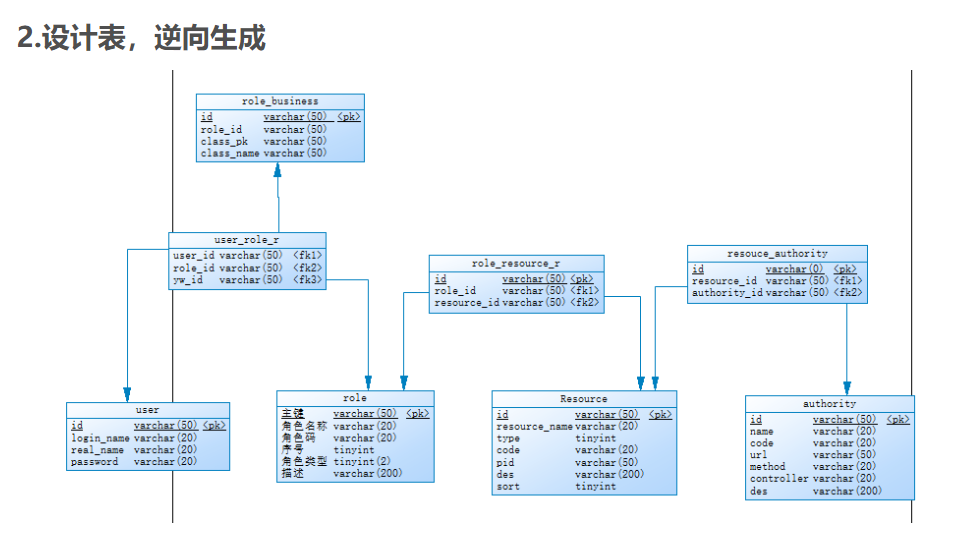 2.设计表，逆向生成
role_business
id varchar(50) <pk>
role_id varchar(50)
class_pk varchar(50)
class_name varchar(50)
user_role_r
user_id varchar(50) <fk1>
role_id varchar(50) <fk2>
yw_id varchar(50) <fk3>
role_resource_r
id varchar(50) <pk>
role_id varchar(50) <fk1>
resource_id varchar(50) <fk2>
resouce_authority
id varchar(0) <pk>
resource_id varchar(50) <fk1>
authority_id varchar(50) <fk2>
user
id varchar(50) <pk>
login_name varchar(20)
real_name varchar(20)
password varchar(20)
role
主键 varchar(50) <pk>
角色名称 varchar(20)
角色码 varchar(20)
序号 tinyint
角色类型 tinyint(2)
描述 varchar(200)
Resource
id varchar(50) <pk>
resource_name varchar(20)
type tinyint
code varchar(20)
pid varchar(50)
des varchar(200)
sort tinyint
authority
id varchar(50) <pk>
name varchar(20)
code varchar(20)
url varchar(50)
method varchar(20)
controller varchar(20)
des varchar(200)